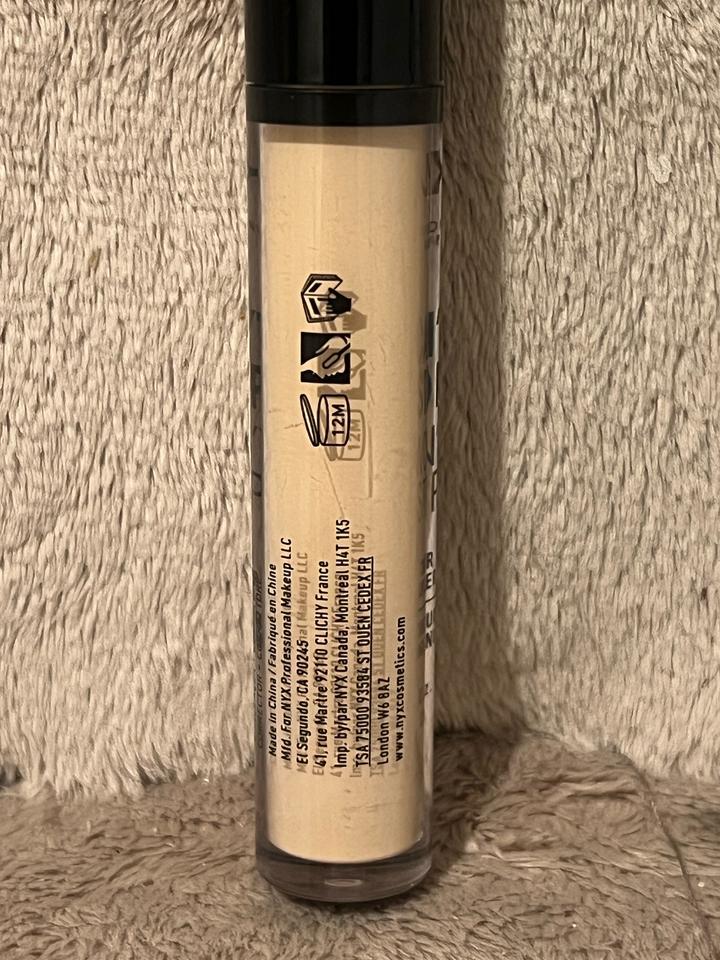 12M
Made in China / Fabriqué en Chine
Mfd. For NYX Professional Makeup LLC
El Segundo, CA 90245
41, rue Martre 92110 CLICHY France
Imp. by/par NYX Canada, Montréal H4T 1K5
TSA 75000 93584 ST OUEN CEDEX FR
London W6 8AZ
www.nyxcosmetics.com